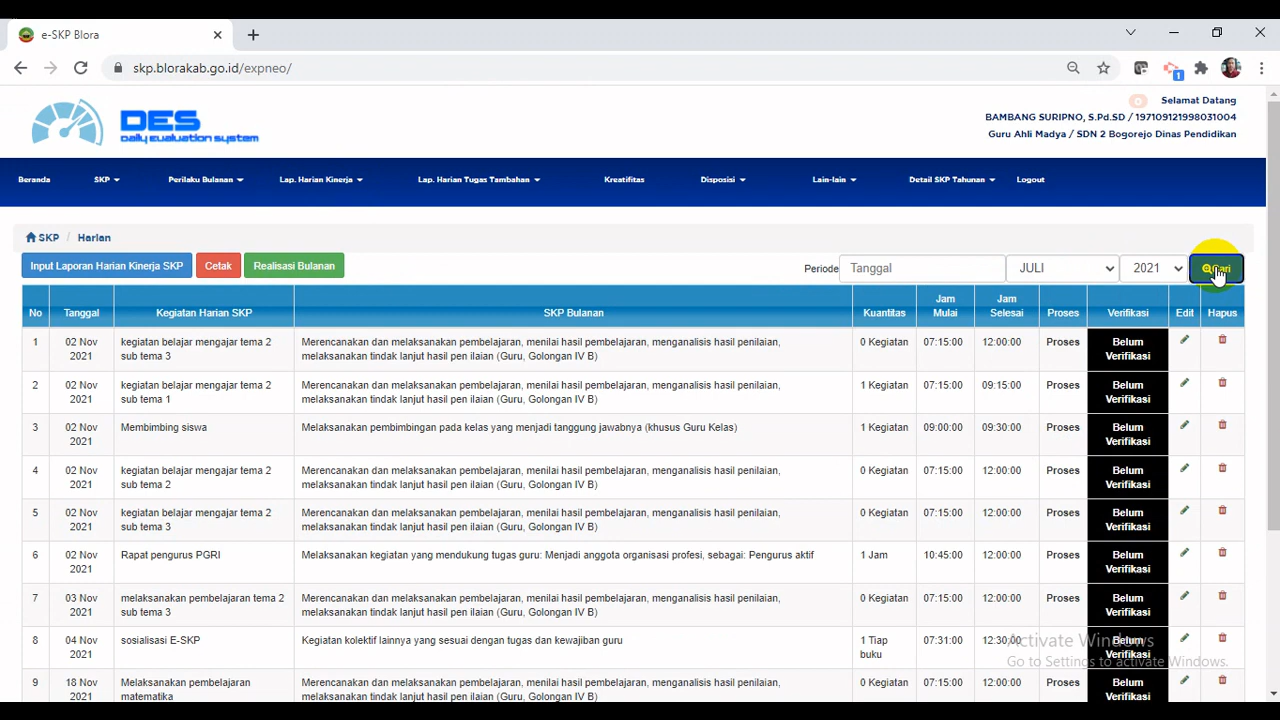 e-SKP Blora
skp.blorakab.go.id/expneo/
1
DES
Daily evaluation system
0 Selamat Datang
BAMBANG SURIPNO, S.Pd.SD / 197109121998031004
Guru Ahli Madya / SDN 2 Bogorejo Dinas Pendidikan
Beranda SKP Perilaku Bulanan Lap. Harian Kinerja Lap. Harian Tugas Tambahan Kreatifitas Disposisi Lain-lain Detail SKP Tahunan Logout
SKP / Harian
Input Laporan Harian Kinerja SKP Cetak Realisasi Bulanan Periode Tanggal JULI 2021 Cari
No Tanggal Kegiatan Harian SKP SKP Bulanan Kuantitas Jam Mulai Jam Selesai Proses Verifikasi Edit Hapus
1 02 Nov 2021 kegiatan belajar mengajar tema 2 sub tema 3 Merencanakan dan melaksanakan pembelajaran, menilai hasil pembelajaran, menganalisis hasil penilaian, melaksanakan tindak lanjut hasil pen ilaian (Guru, Golongan IV B) 0 Kegiatan 07:15:00 12:00:00 Proses Belum Verifikasi
2 02 Nov 2021 kegiatan belajar mengajar tema 2 sub tema 1 Merencanakan dan melaksanakan pembelajaran, menilai hasil pembelajaran, menganalisis hasil penilaian, melaksanakan tindak lanjut hasil pen ilaian (Guru, Golongan IV B) 1 Kegiatan 07:15:00 09:15:00 Proses Belum Verifikasi
3 02 Nov 2021 Membimbing siswa Melaksanakan pembimbingan pada kelas yang menjadi tanggung jawabnya (khusus Guru Kelas) 1 Kegiatan 09:00:00 09:30:00 Proses Belum Verifikasi
4 02 Nov 2021 kegiatan belajar mengajar tema 2 sub tema 2 Merencanakan dan melaksanakan pembelajaran, menilai hasil pembelajaran, menganalisis hasil penilaian, melaksanakan tindak lanjut hasil pen ilaian (Guru, Golongan IV B) 0 Kegiatan 07:15:00 12:00:00 Proses Belum Verifikasi
5 02 Nov 2021 kegiatan belajar mengajar tema 2 sub tema 3 Merencanakan dan melaksanakan pembelajaran, menilai hasil pembelajaran, menganalisis hasil penilaian, melaksanakan tindak lanjut hasil pen ilaian (Guru, Golongan IV B) 0 Kegiatan 07:15:00 12:00:00 Proses Belum Verifikasi
6 02 Nov 2021 Rapat pengurus PGRI Melaksanakan kegiatan yang mendukung tugas guru: Menjadi anggota organisasi profesi, sebagai: Pengurus aktif 1 Jam 10:45:00 12:00:00 Proses Belum Verifikasi
7 03 Nov 2021 melaksanakan pembelajaran tema 2 sub tema 3 Merencanakan dan melaksanakan pembelajaran, menilai hasil pembelajaran, menganalisis hasil penilaian, melaksanakan tindak lanjut hasil pen ilaian (Guru, Golongan IV B) 0 Kegiatan 07:15:00 12:00:00 Proses Belum Verifikasi
8 04 Nov 2021 sosialisasi E-SKP Kegiatan kolektif lainnya yang sesuai dengan tugas dan kewajiban guru 1 Tiap buku 07:31:00 12:30:00 Proses Belum Verifikasi
9 18 Nov 2021 Melaksanakan pembelajaran matematika Merencanakan dan melaksanakan pembelajaran, menilai hasil pembelajaran, menganalisis hasil penilaian, melaksanakan tindak lanjut hasil pen ilaian (Guru, Golongan IV B) 0 Kegiatan 07:15:00 12:00:00 Proses Belum Verifikasi
Activate Windows
Go to Settings to activate Windows.